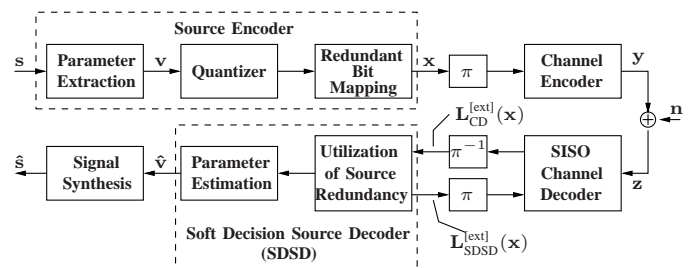 Source Encoder
s
Parameter
Extraction
v
Quantizer
Redundant
Bit
Mapping
x
π
Channel
Encoder
y
n
L[ext]CD(x)
ŝ
Signal
Synthesis
v̂
Parameter
Estimation
Utilization
of Source
Redundancy
π−1
π
SISO
Channel
Decoder
z
Soft Decision Source Decoder
(SDSD)
L[ext]SDSD(x)